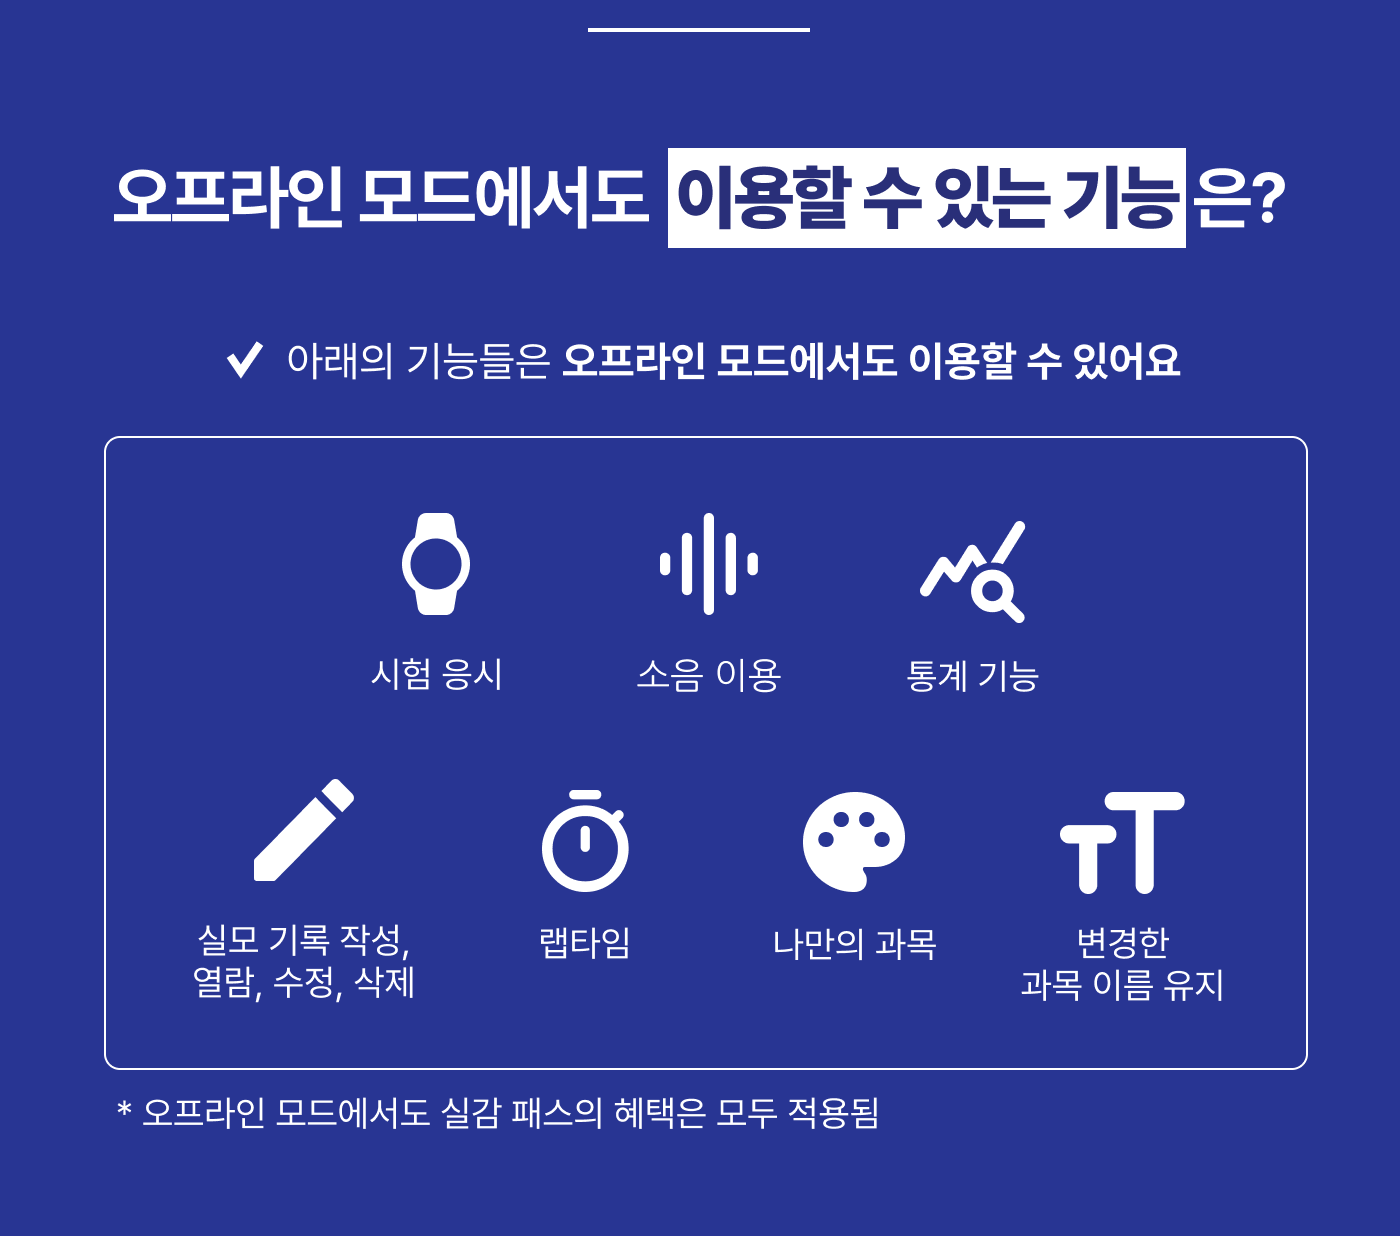 오프라인 모드에서도 이용할 수 있는 기능은?
아래의 기능들은 오프라인 모드에서도 이용할 수 있어요
시험 응시
소음 이용
통계 기능
실모 기록 작성,
열람, 수정, 삭제
랩타임
나만의 과목
변경한
과목 이름 유지
* 오프라인 모드에서도 실감 패스의 혜택은 모두 적용됨